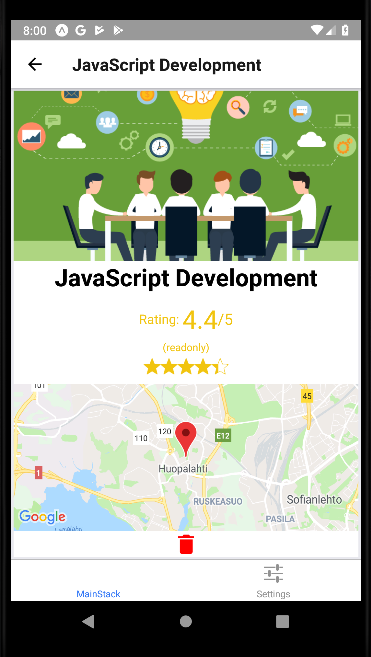 8:00
JavaScript Development
JavaScript Development
Rating: 4.4/5
(readonly)
101
45
120
110
E12
Huopalahti
1
RUSKEASUO
Sofianlehto
PASILA
Google
MainStack
Settings